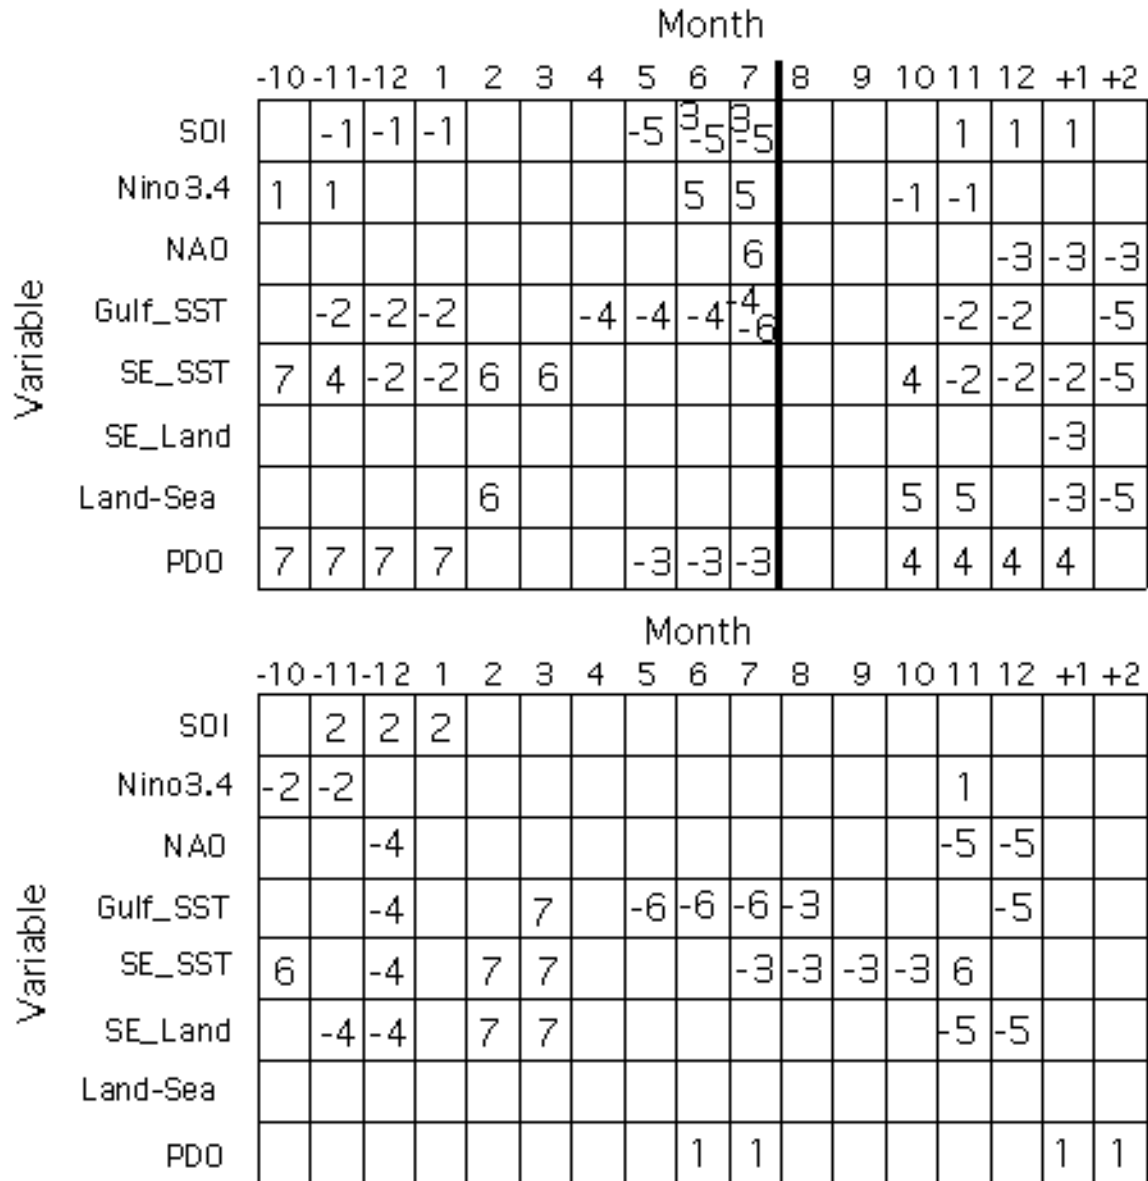 Month
-10 -11 -12 1 2 3 4 5 6 7 8 9 10 11 12 +1 +2
SOI -1 -1 -1 -5 3 -5 3 -5 1 1 1
Nino3.4 1 1 5 5 -1 -1
NAO 6 -3 -3 -3
Gulf_SST -2 -2 -2 -4 -4 -4 -4 -6 -2 -2 -5
SE_SST 7 4 -2 -2 6 6 4 -2 -2 -2 -5
SE_Land -3
Land-Sea 6 5 5 -3 -5
PDO 7 7 7 7 -3 -3 -3 4 4 4 4
Variable
Month
-10 -11 -12 1 2 3 4 5 6 7 8 9 10 11 12 +1 +2
SOI 2 2 2
Nino3.4 -2 -2 1
NAO -4 -5 -5
Gulf_SST -4 7 -6 -6 -6 -3 -5
SE_SST 6 -4 7 7 -3 -3 -3 -3 6
SE_Land -4 -4 7 7 -5 -5
Land-Sea
PDO 1 1 1 1
Variable